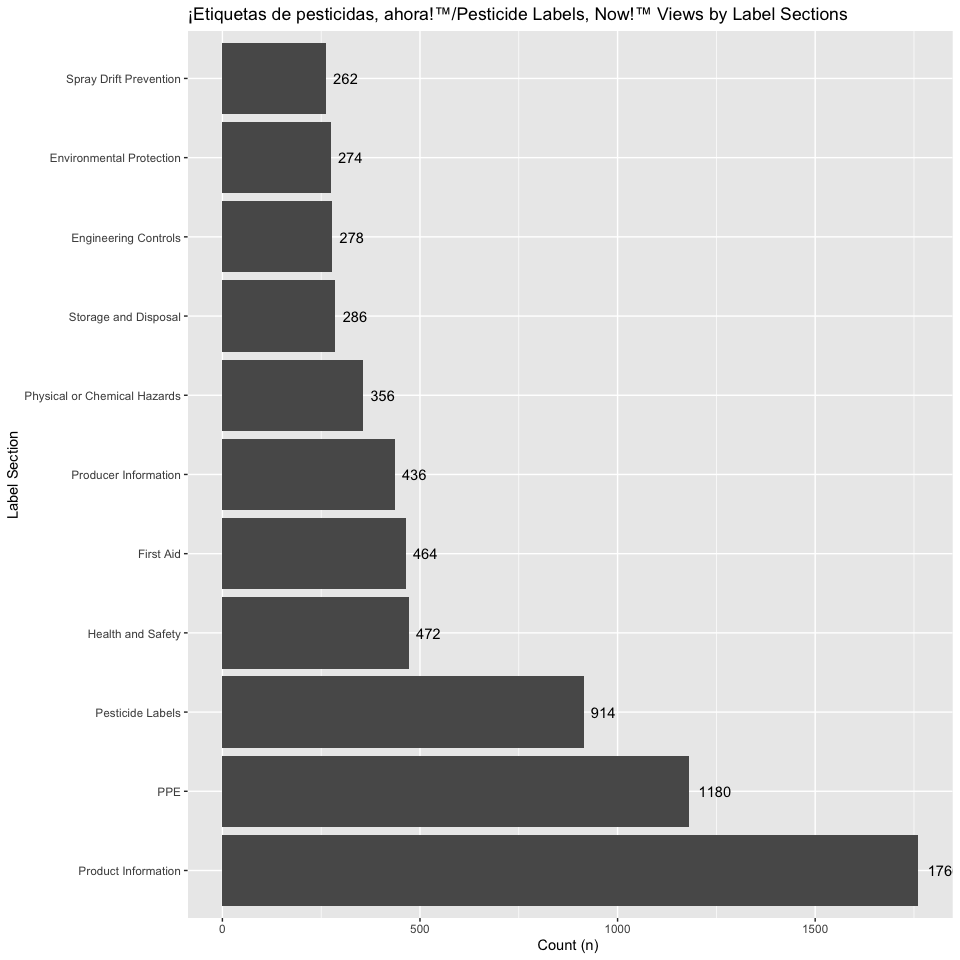 ¡Etiquetas de pesticidas, ahora!™/Pesticide Labels, Now!™ Views by Label Sections
Spray Drift Prevention 262
Environmental Protection 274
Engineering Controls 278
Storage and Disposal 286
Physical or Chemical Hazards 356
Producer Information 436
First Aid 464
Health and Safety 472
Pesticide Labels 914
PPE 1180
Product Information
Label Section
0 500 1000 1500
Count (n)